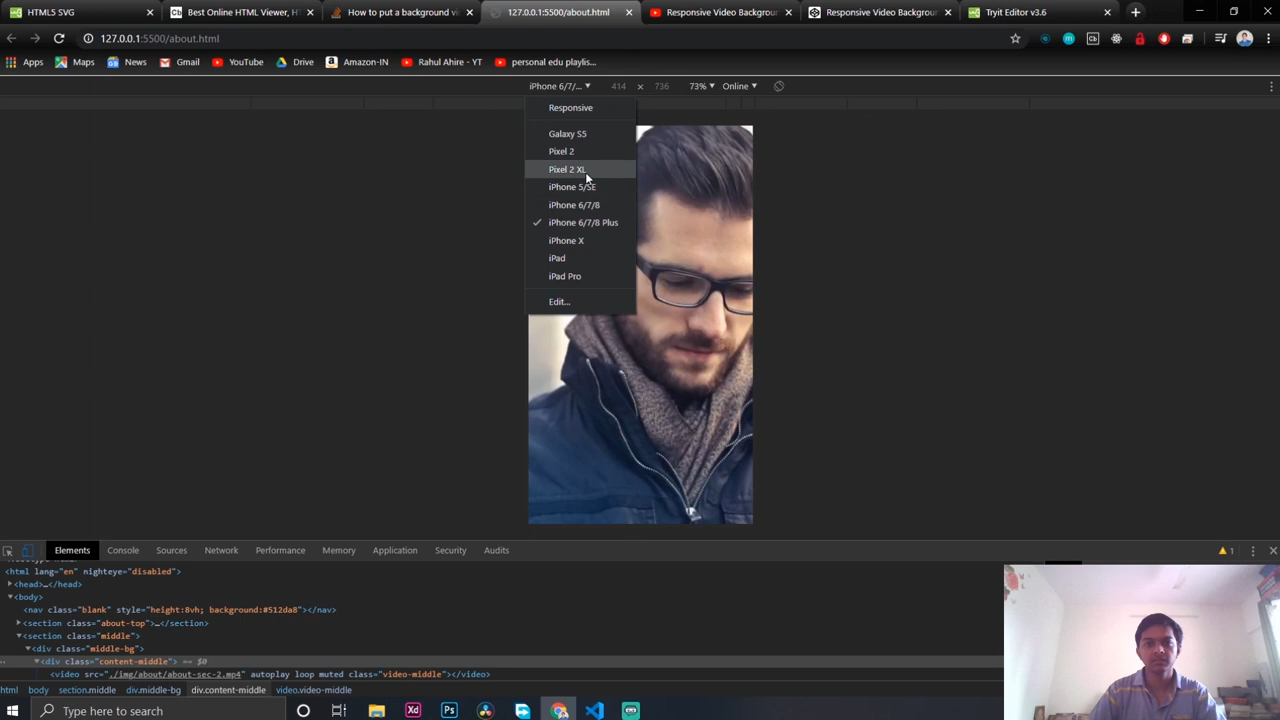 HTML5 SVG
Best Online HTML Viewer, H
How to put a background vi
127.0.0.1:5500/about.html
Responsive Video Backgroun
Responsive Video Backgroun
Tryit Editor v3.6
127.0.0.1:5500/about.html
Apps
Maps
News
Gmail
YouTube
Drive
Amazon-IN
Rahul Ahire - YT
personal edu playlis...
iPhone 6/7/... 414 × 736 73% Online
Responsive
Galaxy S5
Pixel 2
Pixel 2 XL
iPhone 5/SE
iPhone 6/7/8
iPhone 6/7/8 Plus
iPhone X
iPad
iPad Pro
Edit...
Elements Console Sources Network Performance Memory Application Security Audits 1
<html lang="en" nighteye="disabled">
<head>…</head>
<body>
<nav class="blank" style="height:8vh; background:#512da8"></nav>
<section class="about-top">…</section>
<section class="middle">
<div class="middle-bg">
<div class="content-middle"> == $0
<video src="./img/about/about-sec-2.mp4" autoplay loop muted class="video-middle"></video>
html body section.middle div.middle-bg div.content-middle video.video-middle
Type here to search
Xd
Ps